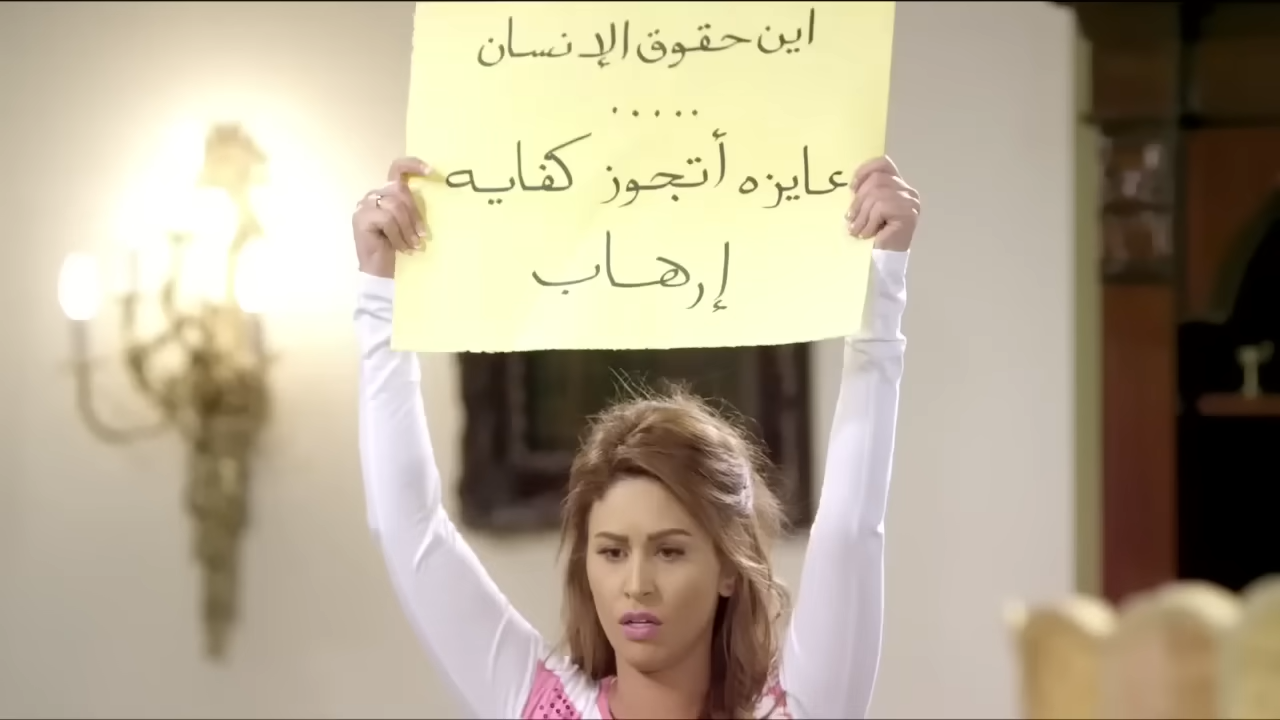 اين حقوق الإنسان
.....
عايزه أتجوز كفايه
إرهاب